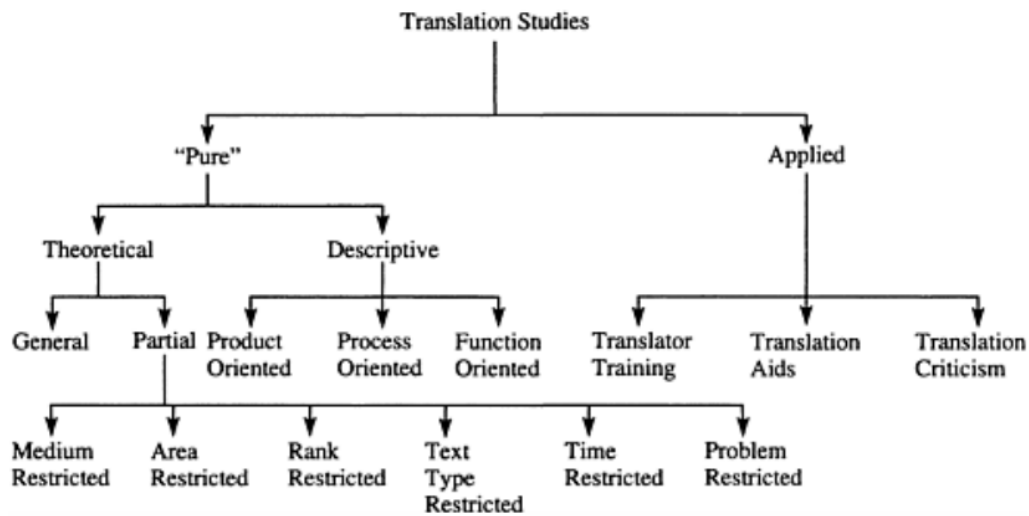 Translation Studies
“Pure”
Applied
Theoretical
Descriptive
General
Partial
Product
Oriented
Process
Oriented
Function
Oriented
Translator
Training
Translation
Aids
Translation
Criticism
Medium
Restricted
Area
Restricted
Rank
Restricted
Text
Type
Restricted
Time
Restricted
Problem
Restricted